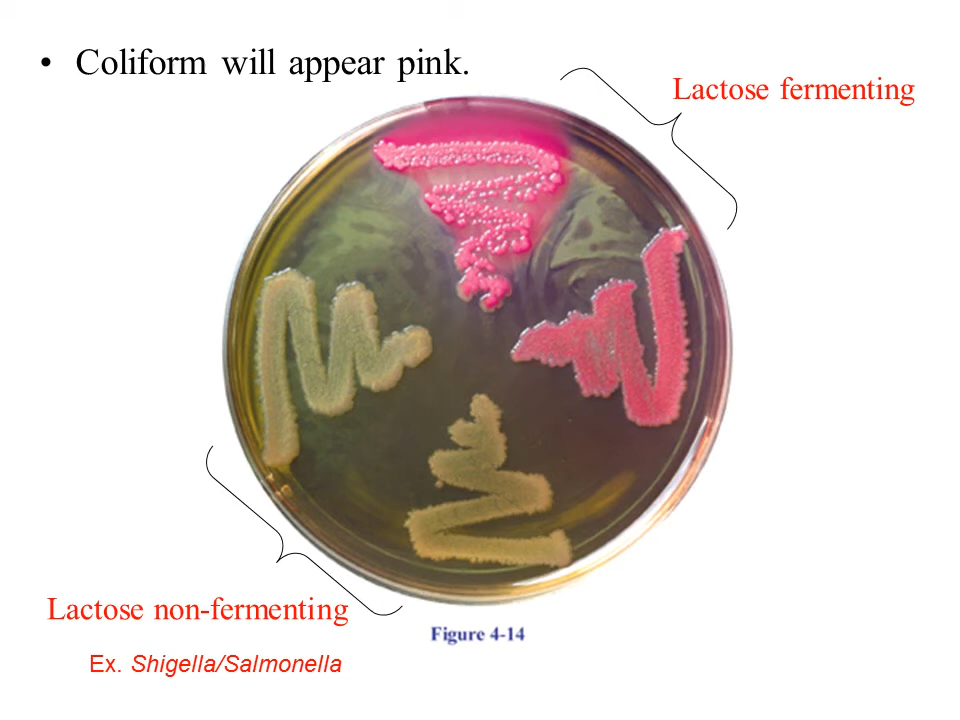 • Coliform will appear pink.
Lactose fermenting
Lactose non-fermenting
Figure 4-14
Ex. Shigella/Salmonella